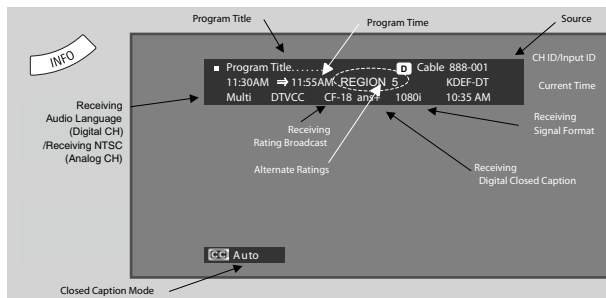 Program Title
Program Time
Source
INFO
Program Title......
D Cable 888-001
CH ID/Input ID
11:30AM ⇒ 11:55AM REGION 5 KDEF-DT
Current Time
Multi DTVCC CF-18 ans+ 1080i 10:35 AM
Receiving
Audio Language
(Digital CH)
/Receiving NTSC
(Analog CH)
Receiving
Rating Broadcast
Receiving
Signal Format
Alternate Ratings
Receiving
Digital Closed Caption
CC Auto
Closed Caption Mode